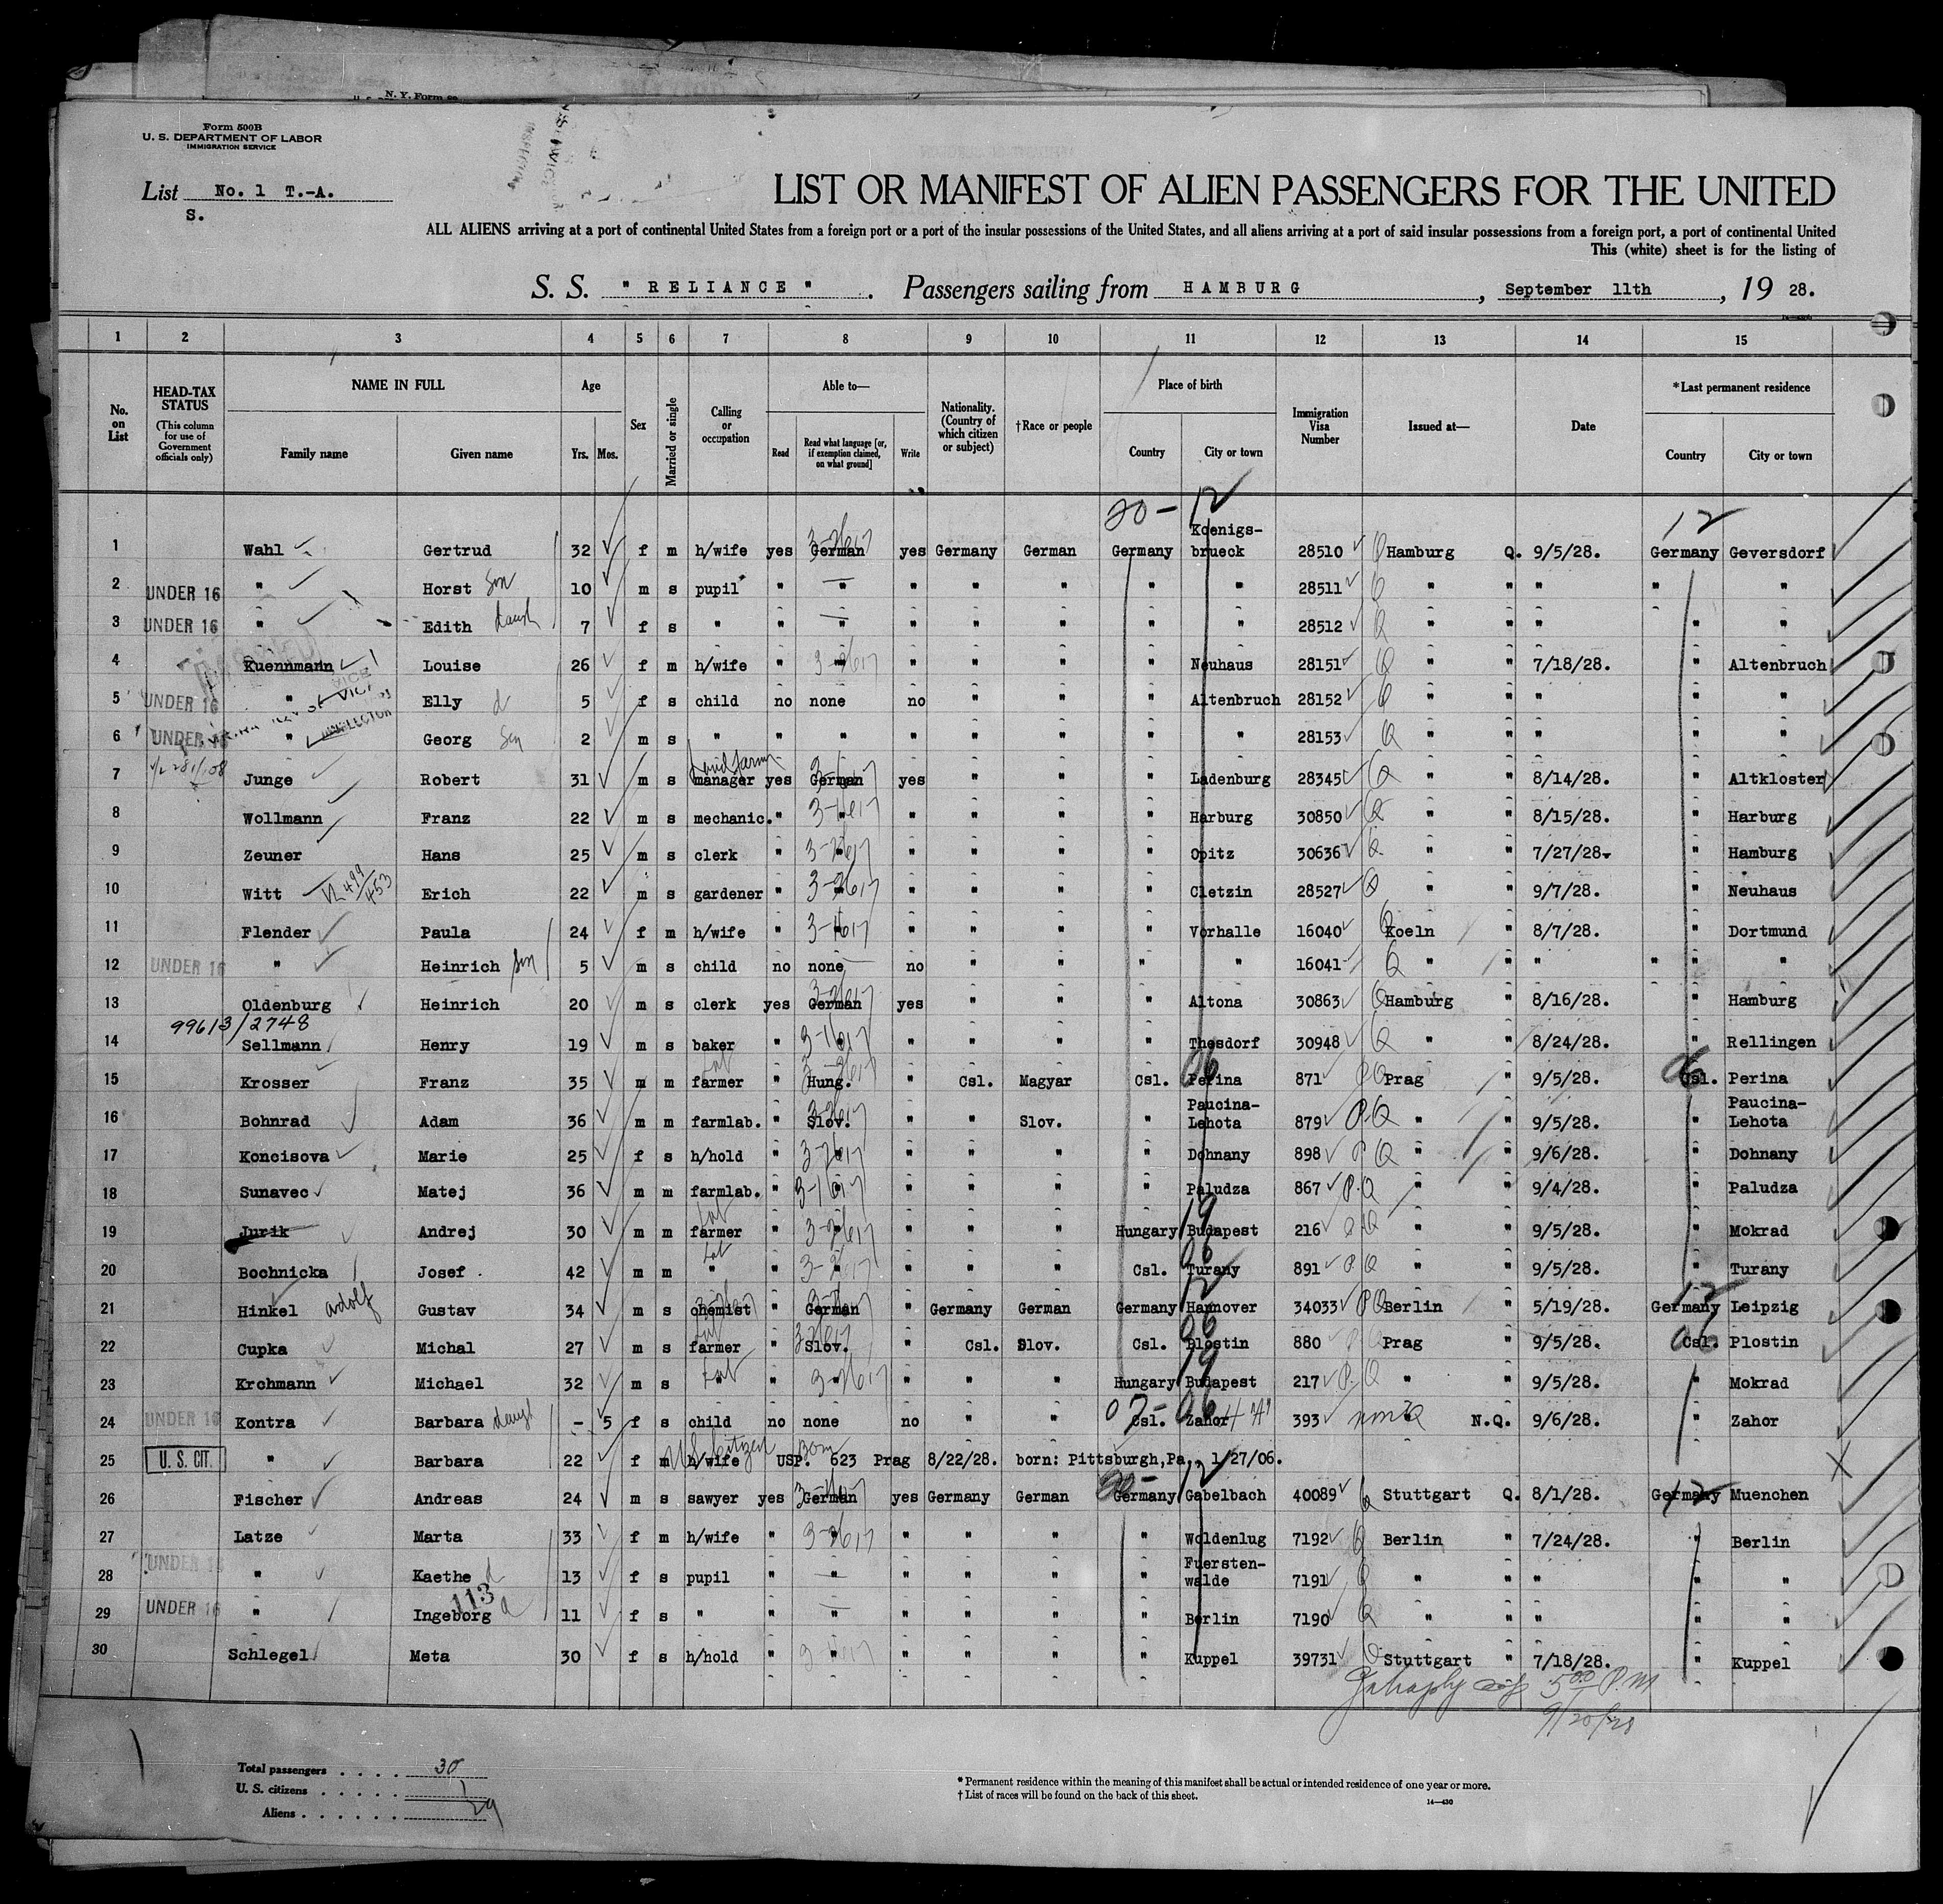 N. Y. Form
Form 500B
U. S. DEPARTMENT OF LABOR
IMMIGRATION SERVICE
List No. 1 T.-A.
S.
LIST OR MANIFEST OF ALIEN PASSENGERS FOR THE UNITED
ALL ALIENS arriving at a port of continental United States from a foreign port or a port of the insular possessions of the United States, and all aliens arriving at a port of said insular possessions from a foreign port, a port of continental United
This (white) sheet is for the listing of
S. S. " RELIANCE " . Passengers sailing from HAMBURG , September 11th , 19 28.
1 2 3 4 5 6 7 8 9 10 11 12 13 14 15
No. on List
HEAD-TAX STATUS
(This column for use of Government officials only)
NAME IN FULL
Family name Given name
Age
Yrs. Mos.
Sex
Married or single
Calling or occupation
Able to—
Read Read what language [or, if exemption claimed, on what ground] Write
Nationality. (Country of which citizen or subject)
†Race or people
Place of birth
Country City or town
Immigration Visa Number
Issued at—
Date
*Last permanent residence
Country City or town
20 - 12 12
1 Wahl Gertrud 32 f m h/wife yes German yes Germany German Germany Koenigs-brueck 28510 Hamburg Q. 9/5/28. Germany Geversdorf
2 UNDER 16 " Horst Son 10 m s pupil " " " " " " " 28511 " " " " "
3 UNDER 16 " Edith daugh 7 f s " " " " " " " " 28512 " " " " "
4 Kuennmann Louise 26 f m h/wife " " " " " " Neuhaus 28151 " " 7/18/28. " Altenbruch
5 UNDER 16 " Elly d 5 f s child no none no " " " Altenbruch 28152 " " " " "
6 UNDER 16 " Georg Son 2 m s " " " " " " " " 28153 " " " " "
7 Junge Robert 31 m s manager yes German yes " " " Ladenburg 28345 " " 8/14/28. " Altkloster
8 Wollmann Franz 22 m s mechanic. " " " " " " Harburg 30850 " " 8/15/28. " Harburg
9 Zeuner Hans 25 m s clerk " " " " " " Opitz 30636 " " 7/27/28. " Hamburg
10 Witt 499/453 Erich 22 m s gardener " " " " " " Cletzin 28527 " " 9/7/28. " Neuhaus
11 Flender Paula 24 f m h/wife " " " " " " Vorhalle 16040 Koeln " 8/7/28. " Dortmund
12 UNDER 16 " Heinrich Son 5 m s child no none no " " " " 16041 " " " " "
13 Oldenburg Heinrich 20 m s clerk yes German yes " " " Altona 30863 Hamburg " 8/16/28. " Hamburg
99613/2748
14 Sellmann Henry 19 m s baker " " " " " " Thesdorf 30948 " " 8/24/28. " Rellingen
15 Krosser Franz 35 m m farmer " Hung. " Csl. Magyar Csl. Perina 871 Prag " 9/5/28. Csl. Perina
16 Bohnrad Adam 36 m m farmlab. " Slov. " " Slov. " Paucina-Lehota 879 " " 9/5/28. " Paucina-Lehota
17 Koncisova Marie 25 f s h/hold " " " " " " Dohnany 898 " " 9/6/28. " Dohnany
18 Sunavec Matej 36 m m farmlab. " " " " " " Paludza 867 " " 9/4/28. " Paludza
19 Jurik Andrej 30 m m farmer " " " " " Hungary Budapest 216 " " 9/5/28. " Mokrad
20 Bochnicka Josef 42 m m " " " " " " Csl. Turany 891 " " 9/5/28. " Turany
21 Hinkel Adolf Gustav 34 m s chemist " German " Germany German Germany Hannover 34033 Berlin " 5/19/28. Germany Leipzig
22 Cupka Michal 27 m s farmer " Slov. " Csl. Slov. Csl. Plostin 880 Prag " 9/5/28. Csl. Plostin
23 Krchmann Michael 32 m s " " " " " " Hungary Budapest 217 " " 9/5/28. " Mokrad
24 UNDER 16 Kontra Barbara daugh - 5 f s child no none no " " Csl. Zahor 393 " N.Q. 9/6/28. " Zahor
25 U. S. CIT. " Barbara 22 f m h/wife US citizen born USP. 623 Prag 8/22/28. born: Pittsburgh,Pa., 1/27/06.
26 Fischer Andreas 24 m s sawyer yes German yes Germany German Germany Gabelbach 40089 Stuttgart Q. 8/1/28. Germany Muenchen
27 Latze Marta 33 f m h/wife " " " " " " Woldenlug 7192 Berlin " 7/24/28. " Berlin
28 UNDER 16 " Kaethe d 13 f s pupil " " " " " " Fuersten-walde 7191 " " " " "
113
29 UNDER 16 " Ingeborg d 11 f s " " " " " " " Berlin 7190 " " " " "
30 Schlegel Meta 30 f s h/hold " " " " " " Kuppel 39731 Stuttgart " 7/18/28. " Kuppel
5 00 P.M
9/20/28
Total passengers . . . . 30
U. S. citizens . . . . . 1
Aliens . . . . . . 29
* Permanent residence within the meaning of this manifest shall be actual or intended residence of one year or more.
† List of races will be found on the back of this sheet.
14—430